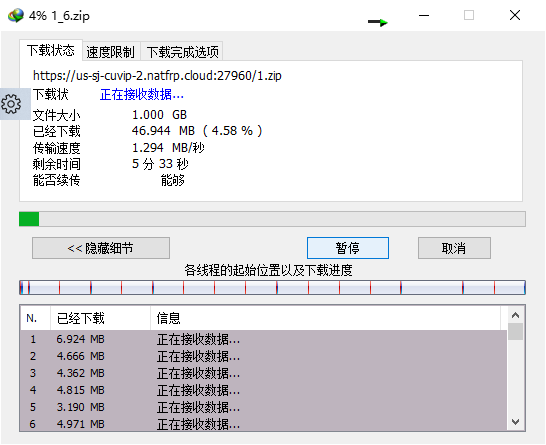 4% 1_6.zip
下载状态 速度限制 下载完成选项
https://us-sj-cuvip-2.natfrp.cloud:27960/1.zip
下载状 正在接收数据...
文件大小 1.000 GB
已经下载 46.944 MB ( 4.58 % )
传输速度 1.294 MB/秒
剩余时间 5 分 33 秒
能否续传 能够
<< 隐藏细节 暂停 取消
各线程的起始位置以及下载进度
N. 已经下载 信息
1 6.924 MB 正在接收数据...
2 4.666 MB 正在接收数据...
3 4.362 MB 正在接收数据...
4 4.815 MB 正在接收数据...
5 3.190 MB 正在接收数据...
6 4.971 MB 正在接收数据...